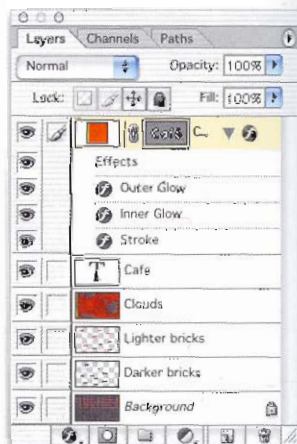 Layers Channels Paths
Normal Opacity: 100%
Lock: Fill: 100%
Cafe C...
Effects
Outer Glow
Inner Glow
Stroke
T Cafe
Clouds
Lighter bricks
Darker bricks
Background